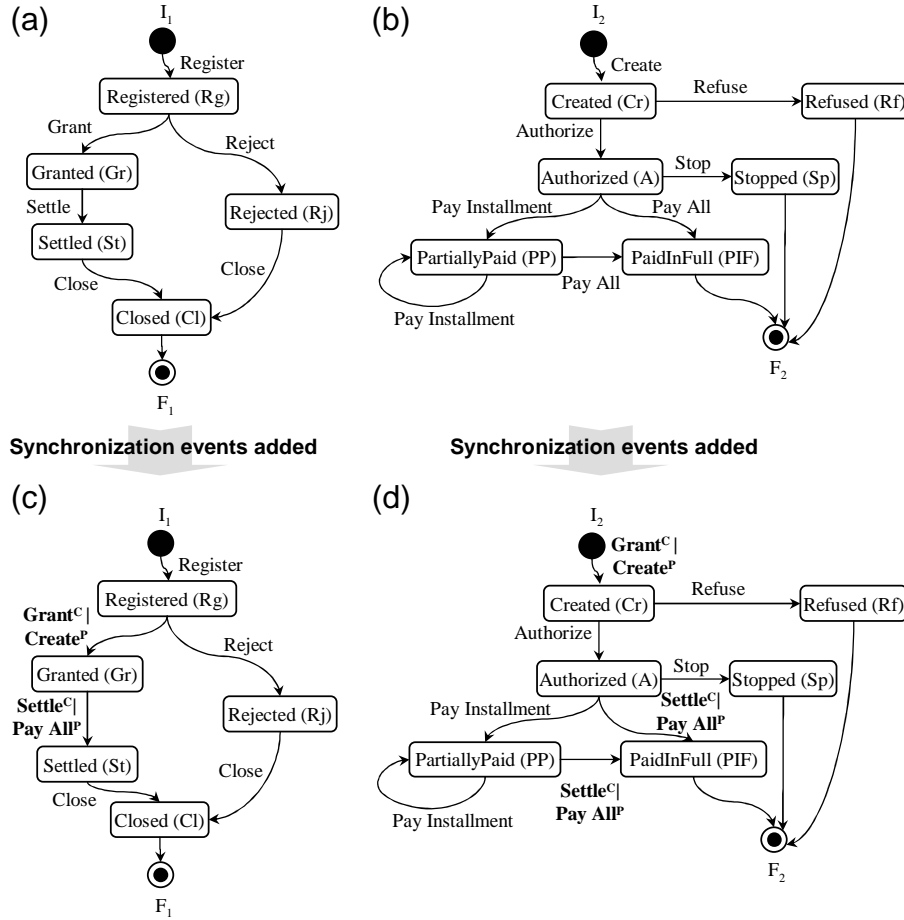 (a)
I1
Register
Registered (Rg)
Grant
Reject
Granted (Gr)
Settle
Rejected (Rj)
Settled (St)
Close
Close
Closed (Cl)
F1
(b)
I2
Create
Refuse
Created (Cr)
Refused (Rf)
Authorize
Stop
Authorized (A)
Stopped (Sp)
Pay Installment
Pay All
PartiallyPaid (PP)
PaidInFull (PIF)
Pay All
Pay Installment
F2
Synchronization events added
Synchronization events added
(c)
I1
Register
Registered (Rg)
Grantᶜ|
Createᴾ
Reject
Granted (Gr)
Settleᶜ|
Pay Allᴾ
Rejected (Rj)
Settled (St)
Close
Close
Closed (Cl)
F1
(d)
I2
Grantᶜ|
Createᴾ
Refuse
Created (Cr)
Refused (Rf)
Authorize
Stop
Authorized (A)
Stopped (Sp)
Settleᶜ|
Pay Allᴾ
Pay Installment
PartiallyPaid (PP)
PaidInFull (PIF)
Settleᶜ|
Pay Allᴾ
Pay Installment
F2